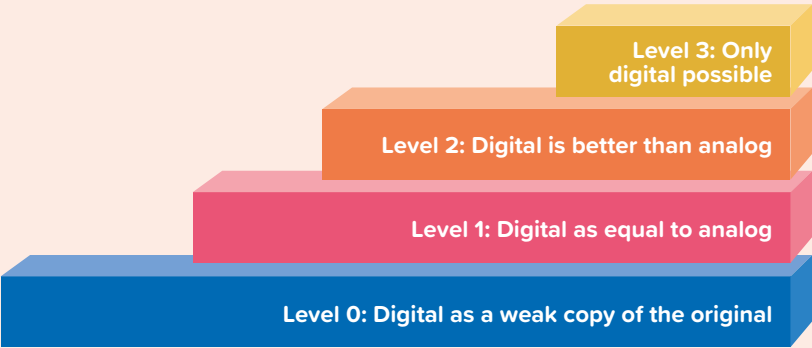 Level 3: Only
digital possible
Level 2: Digital is better than analog
Level 1: Digital as equal to analog
Level 0: Digital as a weak copy of the original